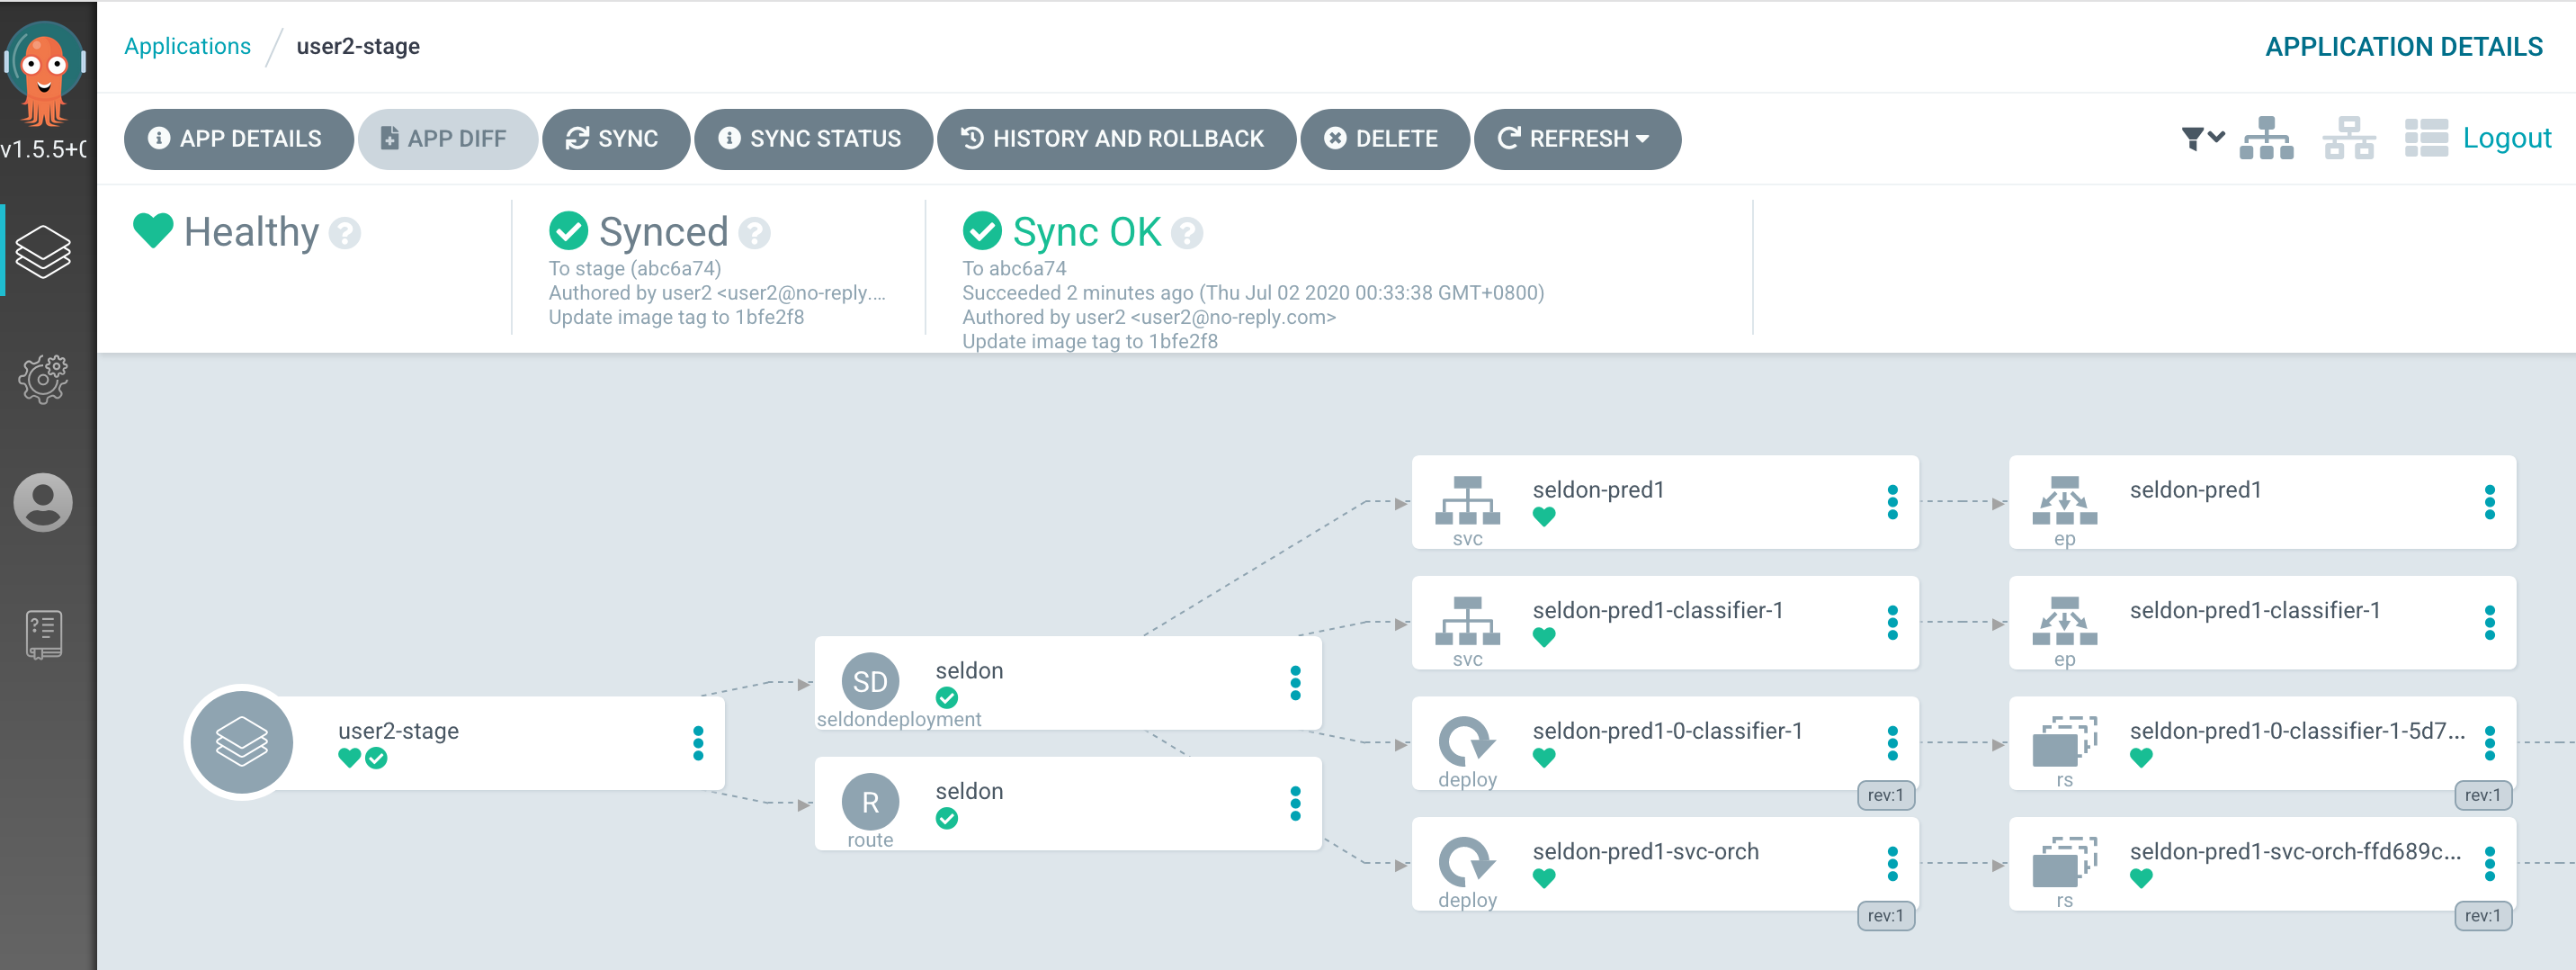 Applications / user2-stage
APPLICATION DETAILS
v1.5.5+0
APP DETAILS
APP DIFF
SYNC
SYNC STATUS
HISTORY AND ROLLBACK
DELETE
REFRESH
Logout
Healthy
Synced
To stage (abc6a74)
Authored by user2 <user2@no-reply....
Update image tag to 1bfe2f8
Sync OK
To abc6a74
Succeeded 2 minutes ago (Thu Jul 02 2020 00:33:38 GMT+0800)
Authored by user2 <user2@no-reply.com>
Update image tag to 1bfe2f8
user2-stage
SD
seldon
seldondeployment
R
seldon
route
seldon-pred1
svc
seldon-pred1
ep
seldon-pred1-classifier-1
svc
seldon-pred1-classifier-1
ep
seldon-pred1-0-classifier-1
deploy
rev:1
seldon-pred1-0-classifier-1-5d7...
rs
rev:1
seldon-pred1-svc-orch
deploy
rev:1
seldon-pred1-svc-orch-ffd689c...
rs
rev:1